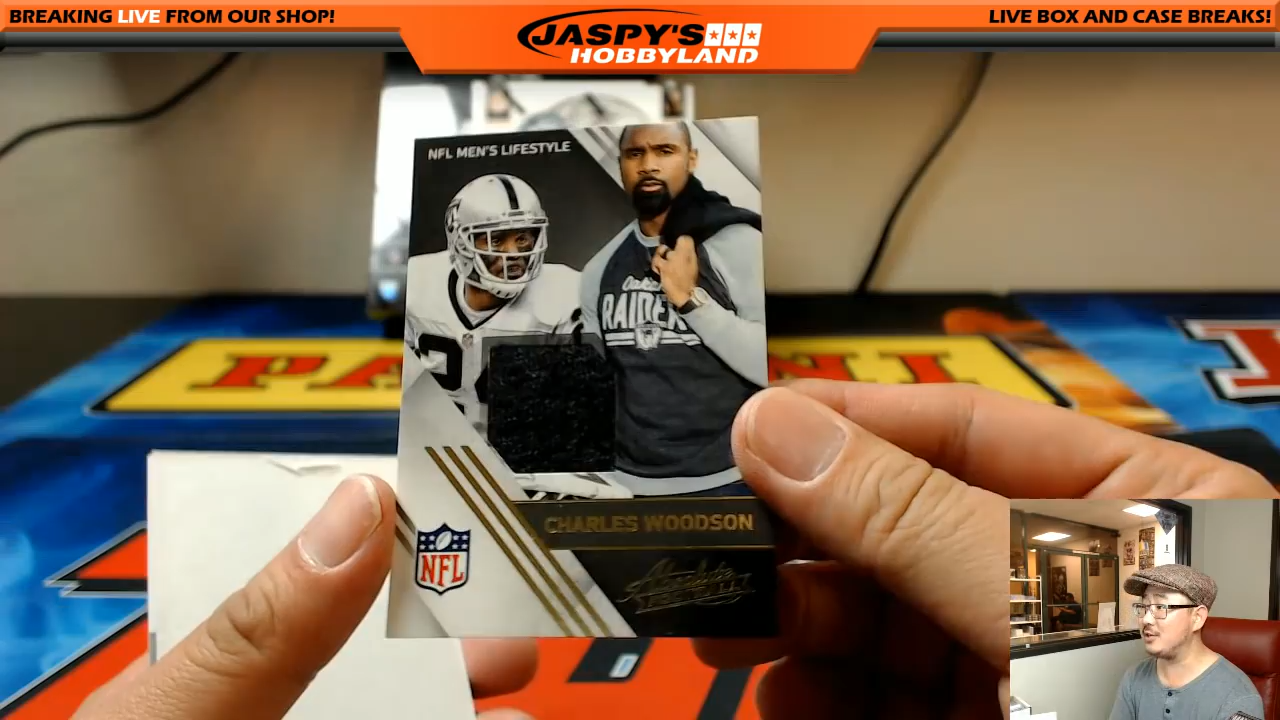 BREAKING LIVE FROM OUR SHOP!
JASPY'S
HOBBYLAND
LIVE BOX AND CASE BREAKS!
NFL MEN'S LIFESTYLE
RAIDERS
NFL
CHARLES WOODSON
Absolute
FOOTBALL